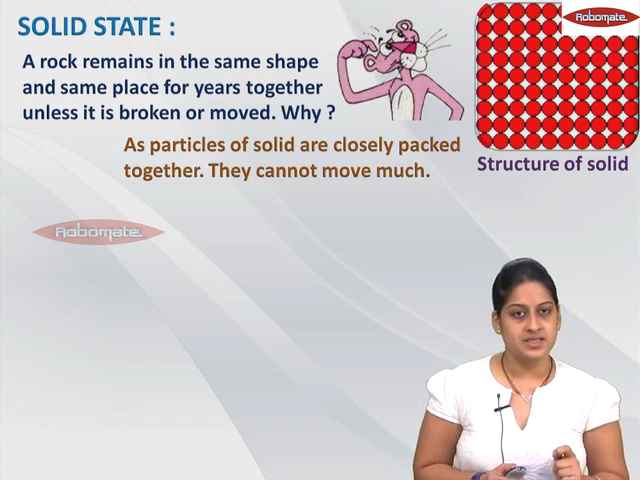 SOLID STATE :
Robomate
A rock remains in the same shape
and same place for years together
unless it is broken or moved. Why ?
As particles of solid are closely packed
together. They cannot move much.
Structure of solid
Robomate